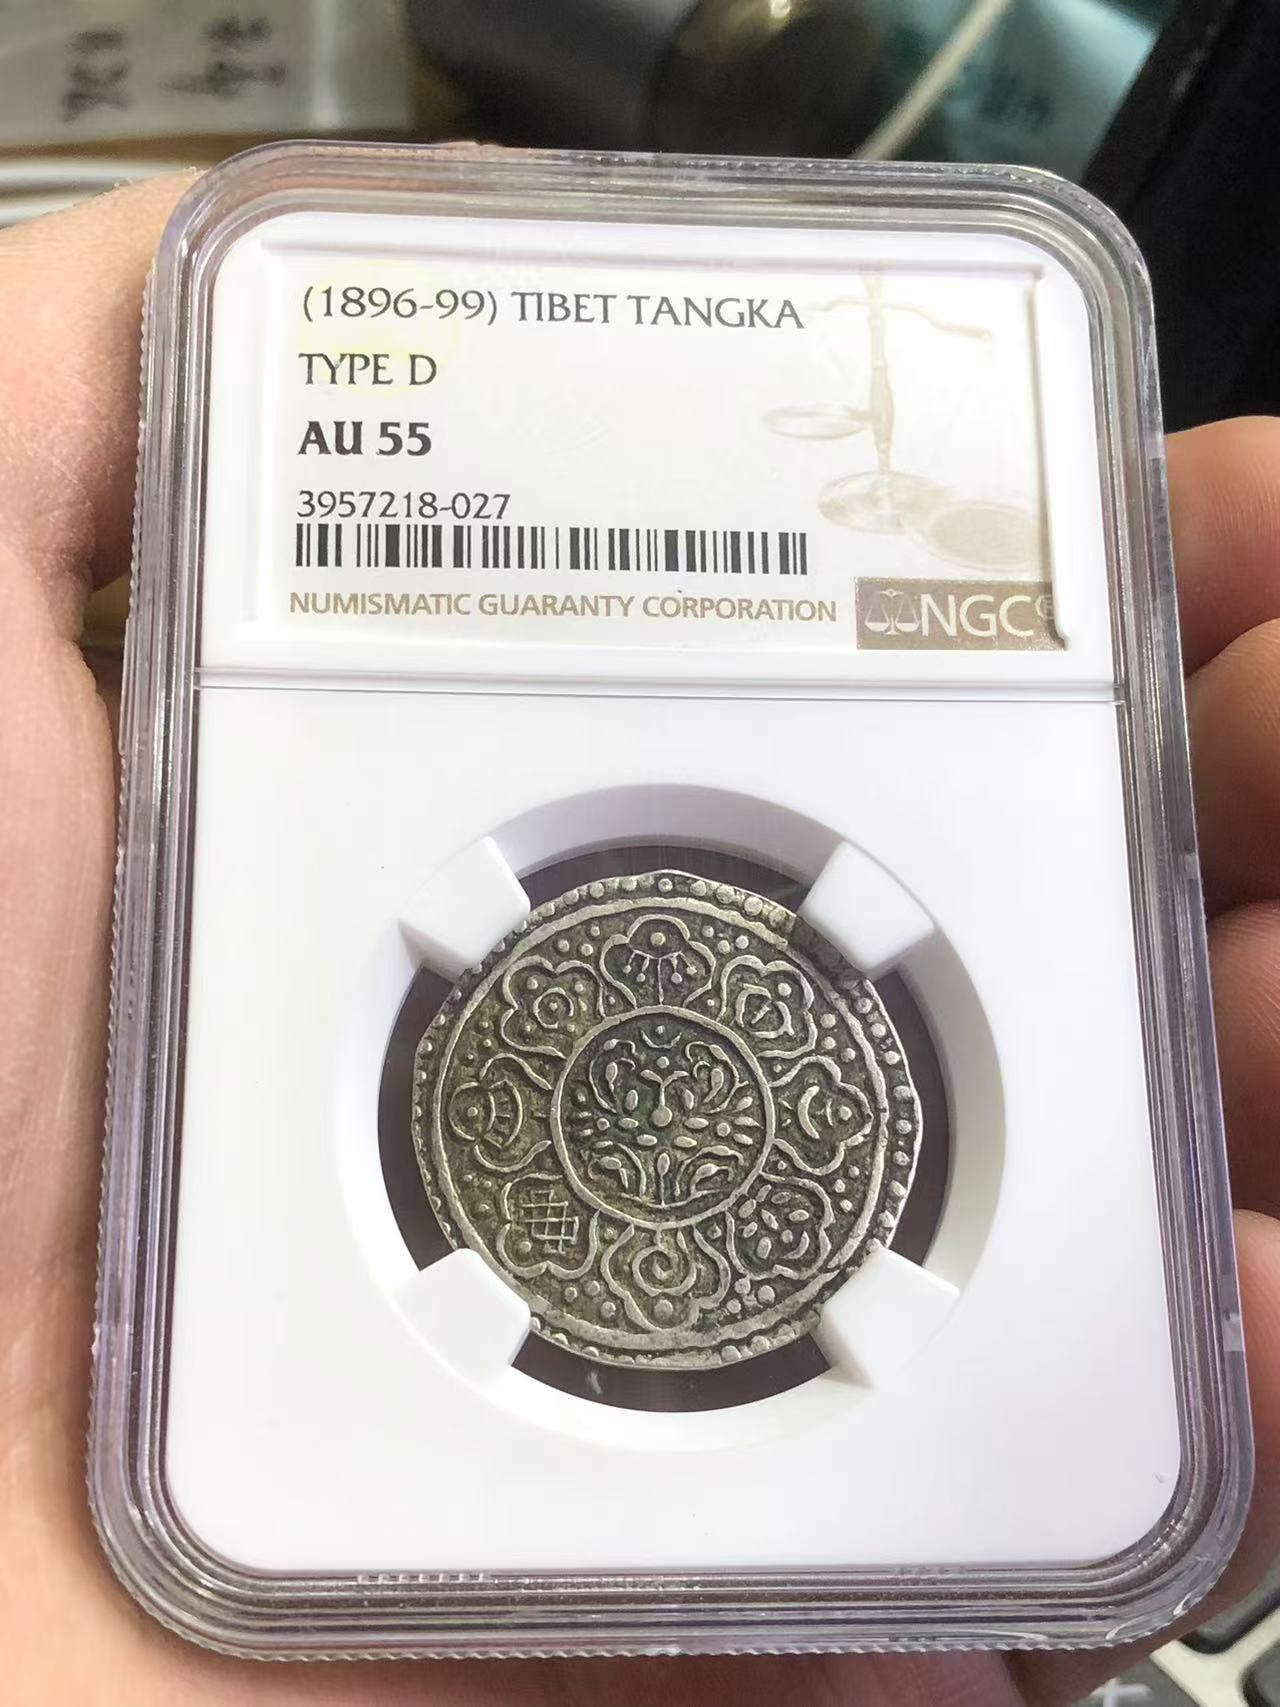 (1896-99) TIBET TANGKA
TYPE D
AU 55
3957218-027
NUMISMATIC GUARANTY CORPORATION
NGC®